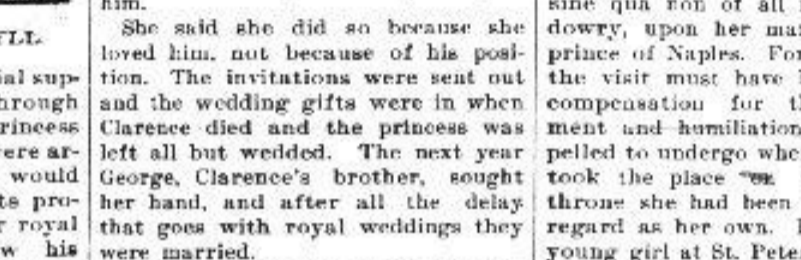 TLL
ial sup-
hrough
rincess
ere ar-
would
ts pro-
r royal
w his
him.
She said she did so because she
loved him, not because of his posi-
tion. The invitations were sent out
and the wedding gifts were in when
Clarence died and the princess was
left all but wedded. The next year
George, Clarence's brother, sought
her hand, and after all the delay
that goes with royal weddings they
were married.
sine qua non of all
dowry, upon her mar
prince of Naples. For
the visit must have
compensation for t
ment and humiliation
pelled to undergo whe
took the place
throne she had been
regard as her own.
young girl at St. Pete